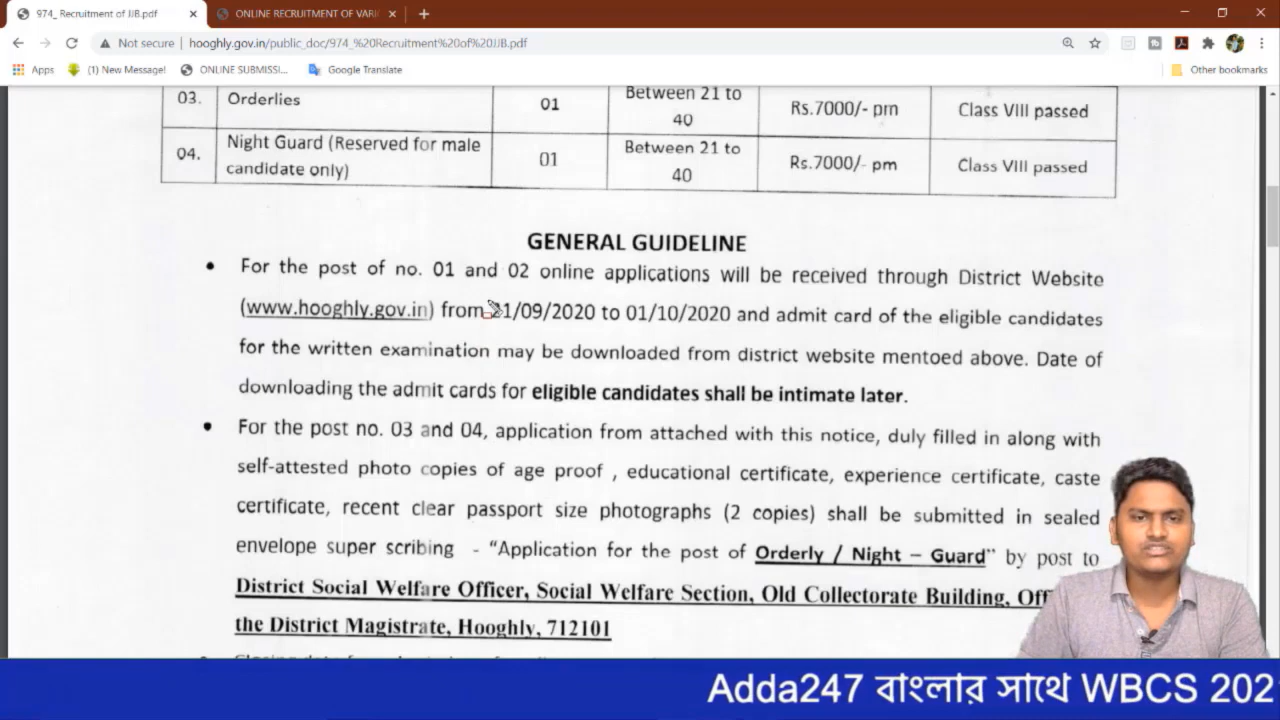 974_ Recruitment of JJB.pdf
ONLINE RECRUITMENT OF VARI
Not secure
hooghly.gov.in/public_doc/974_%20Recruitment%20of%20JJB.pdf
Apps
(1) New Message!
ONLINE SUBMISSI...
Google Translate
Other bookmarks
03. Orderlies 01 Between 21 to 40 Rs.7000/- pm Class VIII passed
04. Night Guard (Reserved for male candidate only) 01 Between 21 to 40 Rs.7000/- pm Class VIII passed
GENERAL GUIDELINE
• For the post of no. 01 and 02 online applications will be received through District Website
(www.hooghly.gov.in) from 21/09/2020 to 01/10/2020 and admit card of the eligible candidates
for the written examination may be downloaded from district website mentoed above. Date of
downloading the admit cards for eligible candidates shall be intimate later.
• For the post no. 03 and 04, application from attached with this notice, duly filled in along with
self-attested photo copies of age proof , educational certificate, experience certificate, caste
certificate, recent clear passport size photographs (2 copies) shall be submitted in sealed
envelope super scribing - “Application for the post of Orderly / Night – Guard” by post to
District Social Welfare Officer, Social Welfare Section, Old Collectorate Building,
the District Magistrate, Hooghly, 712101
Adda247 বাংলার সাথে WBCS 202